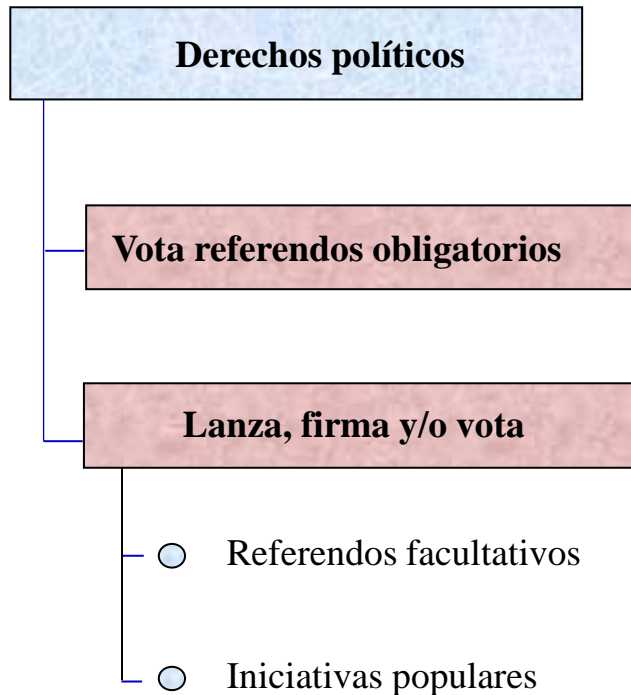 Derechos políticos
Vota referendos obligatorios
Lanza, firma y/o vota
Referendos facultativos
Iniciativas populares